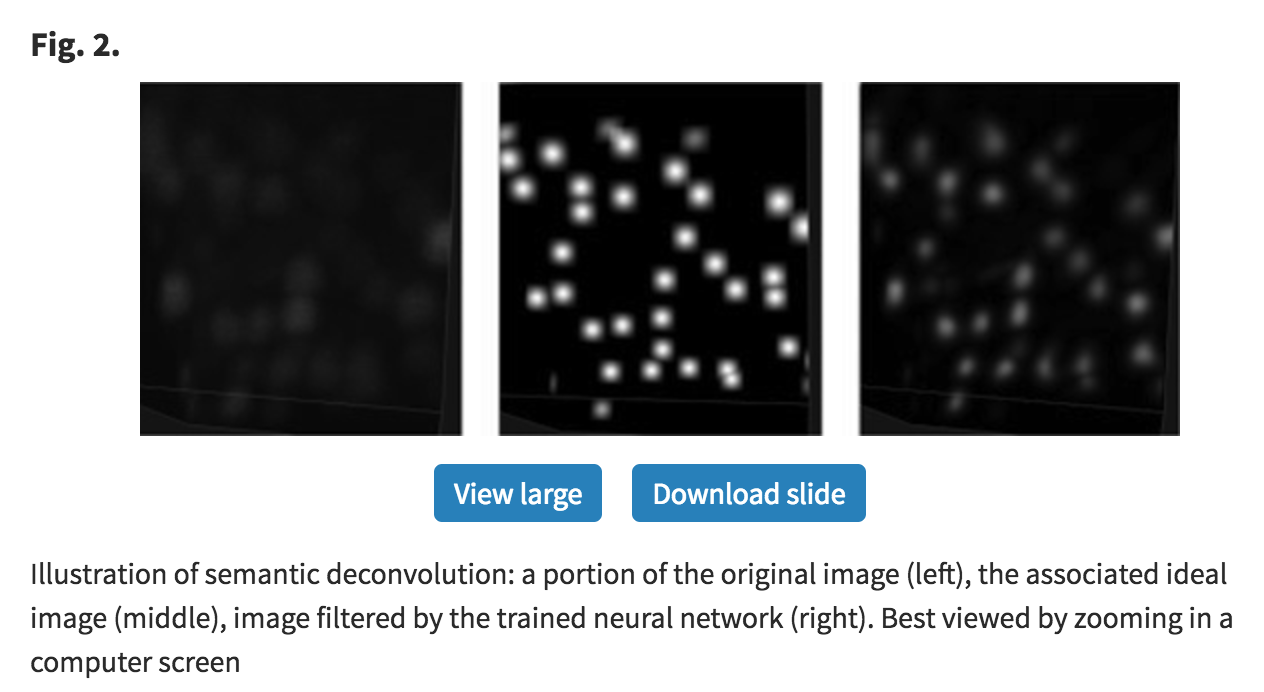 Fig. 2.
View large
Download slide
Illustration of semantic deconvolution: a portion of the original image (left), the associated ideal
image (middle), image filtered by the trained neural network (right). Best viewed by zooming in a
computer screen